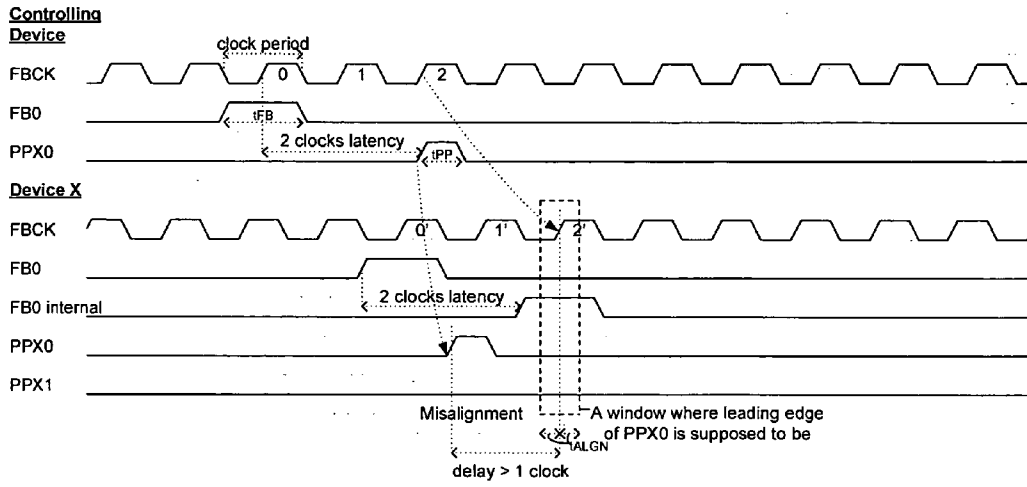 Controlling
Device
clock period
FBCK
0 1 2
FB0
tFB
2 clocks latency
PPX0
tPP
Device X
FBCK
0' 1' 2'
FB0
2 clocks latency
FB0 internal
PPX0
PPX1
Misalignment
A window where leading edge
of PPX0 is supposed to be
tALGN
delay > 1 clock